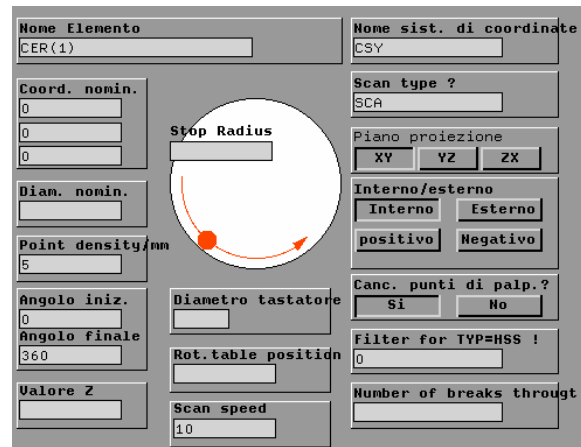 Nome Elemento
CER(1)
Nome sist. di coordinate
CSY
Coord. nomin.
0
0
0
Scan type ?
SCA
Stop Radius
Piano proiezione
XY YZ ZX
Diam. nomin.
Interno/esterno
Interno Esterno
positivo Negativo
Point density/mm
5
Canc. punti di palp.?
Si No
Angolo iniz.
0
Angolo finale
360
Diametro tastatore
Rot.table position
Filter for TYP=HSS !
0
Valore Z
Scan speed
10
Number of breaks througt